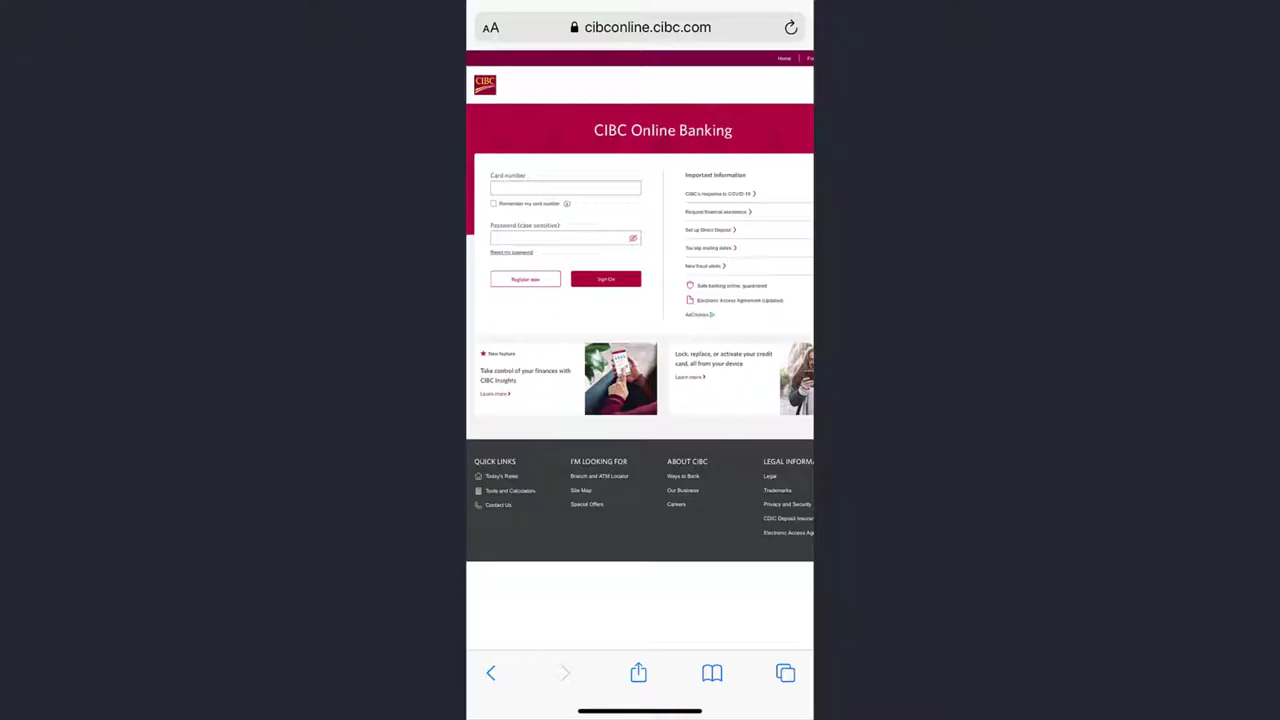 AA cibconline.cibc.com
Home
CIBC
CIBC Online Banking
Card number
Remember my card number
Password (case sensitive)
Reset my password
Register now
Sign On
Important Information
CIBC's response to COVID-19
Request financial assistance
Set up Direct Deposit
Tax slip mailing dates
New fraud alerts
Safe banking online, guaranteed
Electronic Access Agreement (Updated)
AdChoices
New feature
Take control of your finances with
CIBC Insights
Learn more
Lock, replace, or activate your credit
card, all from your device
Learn more
QUICK LINKS
Today's Rates
Tools and Calculators
Contact Us
I'M LOOKING FOR
Branch and ATM Locator
Site Map
Special Offers
ABOUT CIBC
Ways to Bank
Our Business
Careers
LEGAL INFORMA
Legal
Trademarks
Privacy and Security
CDIC Deposit Insuran
Electronic Access Ag